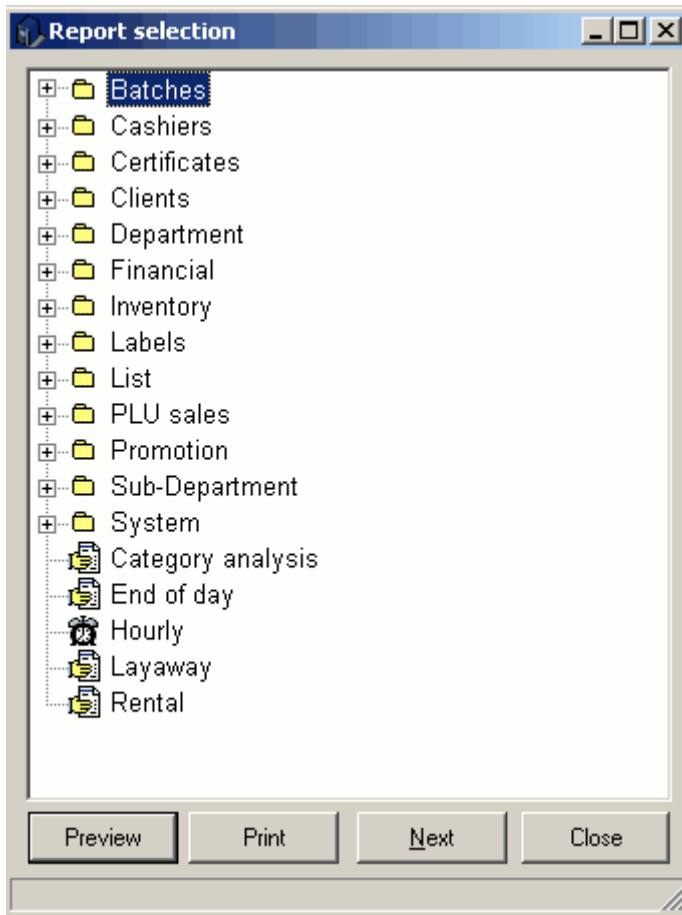 Report selection
Batches
Cashiers
Certificates
Clients
Department
Financial
Inventory
Labels
List
PLU sales
Promotion
Sub-Department
System
Category analysis
End of day
Hourly
Layaway
Rental
Preview Print Next Close